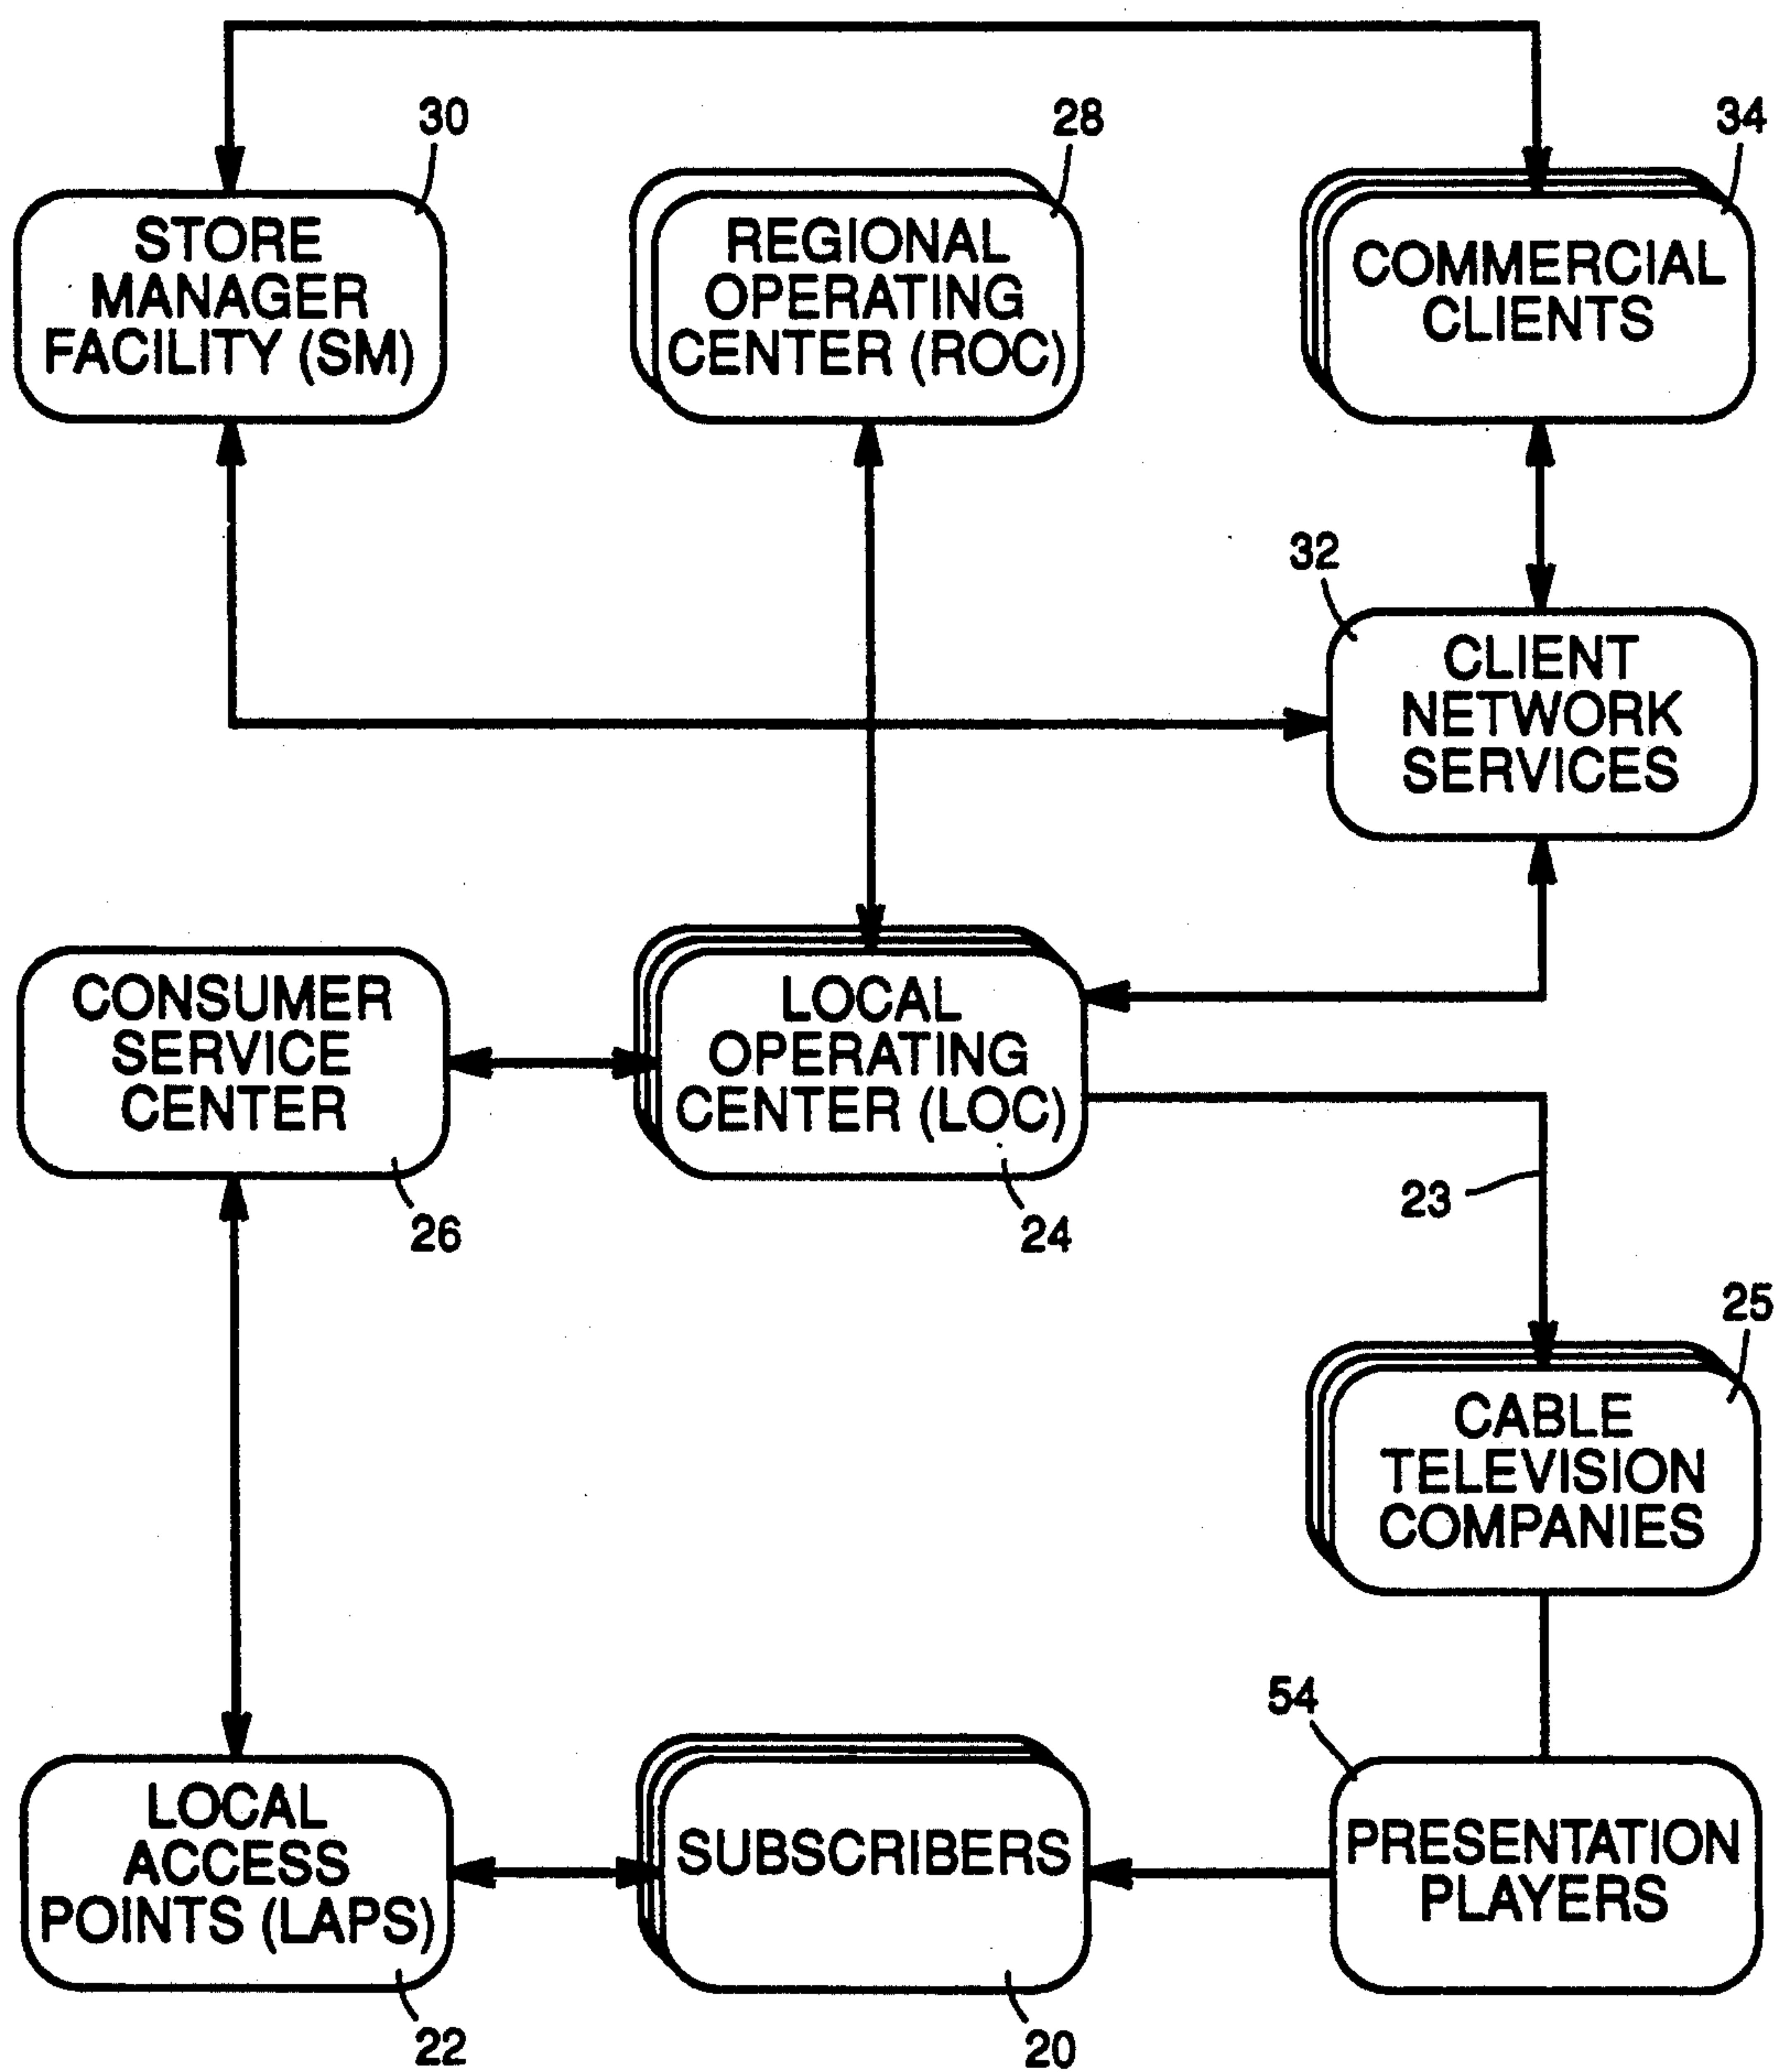 30
28
34
STORE
MANAGER
FACILITY (SM)
REGIONAL
OPERATING
CENTER (ROC)
COMMERCIAL
CLIENTS
32
CLIENT
NETWORK
SERVICES
CONSUMER
SERVICE
CENTER
26
LOCAL
OPERATING
CENTER (LOC)
24
23
25
CABLE
TELEVISION
COMPANIES
54
LOCAL
ACCESS
POINTS (LAPS)
22
SUBSCRIBERS
20
PRESENTATION
PLAYERS